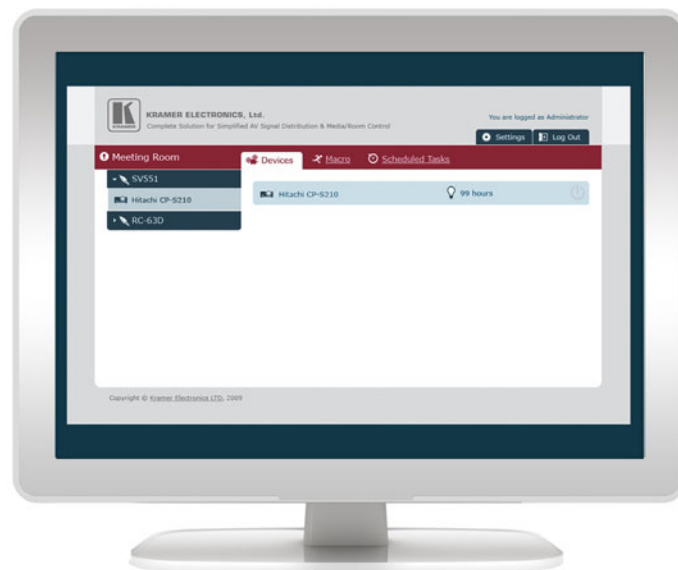 KRAMER
KRAMER ELECTRONICS, Ltd.
Complete Solution for Simplified AV Signal Distribution & Media/Room Control
You are logged as Administrator
Settings
Log Out
Meeting Room
Devices
Macro
Scheduled Tasks
SV551
Hitachi CP-S210
RC-63D
Hitachi CP-S210
99 hours
Copyright © Kramer Electronica LTD, 2009